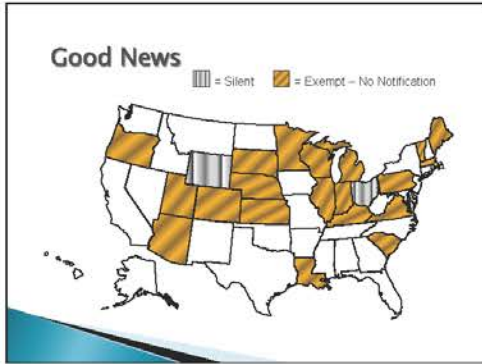 Good News
= Silent = Exempt – No Notification